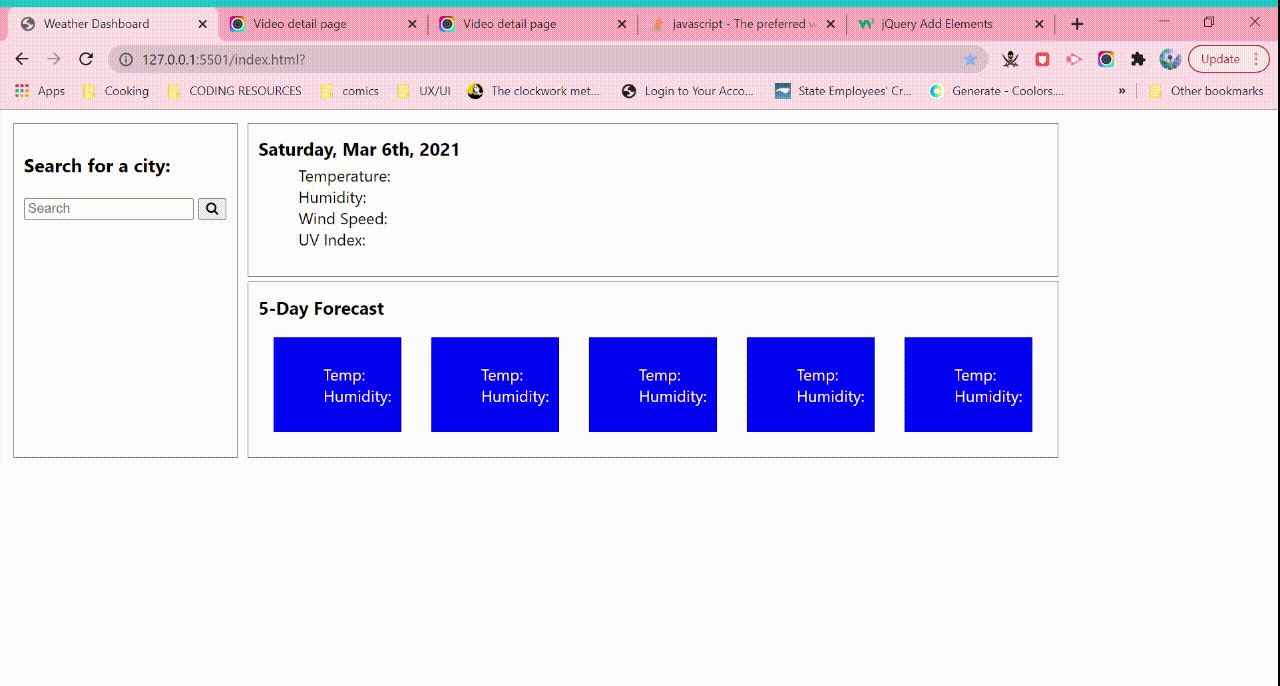 Weather Dashboard
Video detail page
Video detail page
javascript - The preferred w
jQuery Add Elements
127.0.0.1:5501/index.html?
Update
Apps
Cooking
CODING RESOURCES
comics
UX/UI
The clockwork met...
Login to Your Acco...
State Employees' Cr...
Generate - Coolors....
»
Other bookmarks
Search for a city:
Search
Saturday, Mar 6th, 2021
Temperature:
Humidity:
Wind Speed:
UV Index:
5-Day Forecast
Temp:
Humidity:
Temp:
Humidity:
Temp:
Humidity:
Temp:
Humidity:
Temp:
Humidity: